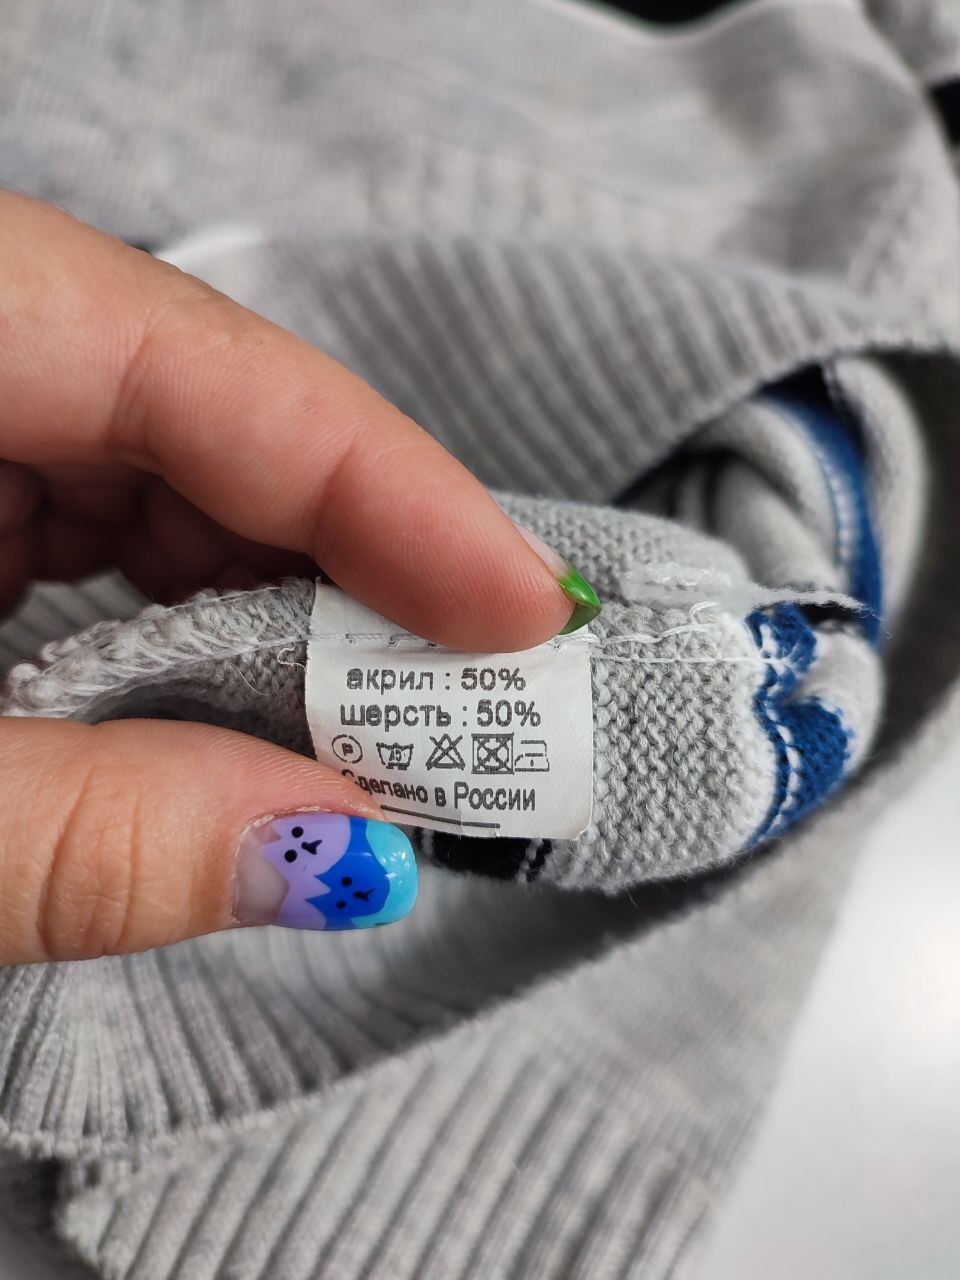 акрил : 50%
шерсть : 50%
P
Сделано в России